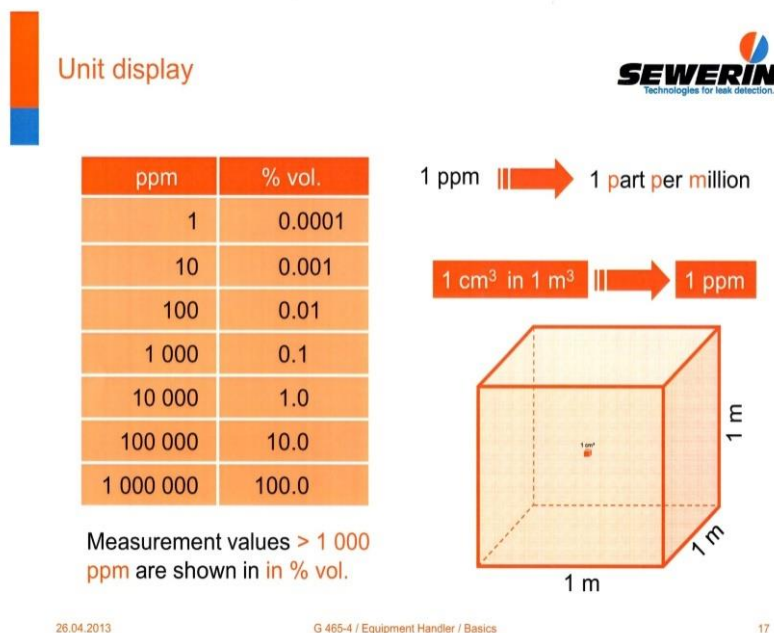 Unit display
SEWERIN
Technologies for leak detection.
ppm % vol.
1 0.0001
10 0.001
100 0.01
1 000 0.1
10 000 1.0
100 000 10.0
1 000 000 100.0
Measurement values > 1 000
ppm are shown in in % vol.
1 ppm 1 part per million
1 cm³ in 1 m³ 1 ppm
1 cm³
1 m
1 m
1 m
26.04.2013 G 465-4 / Equipment Handler / Basics 17